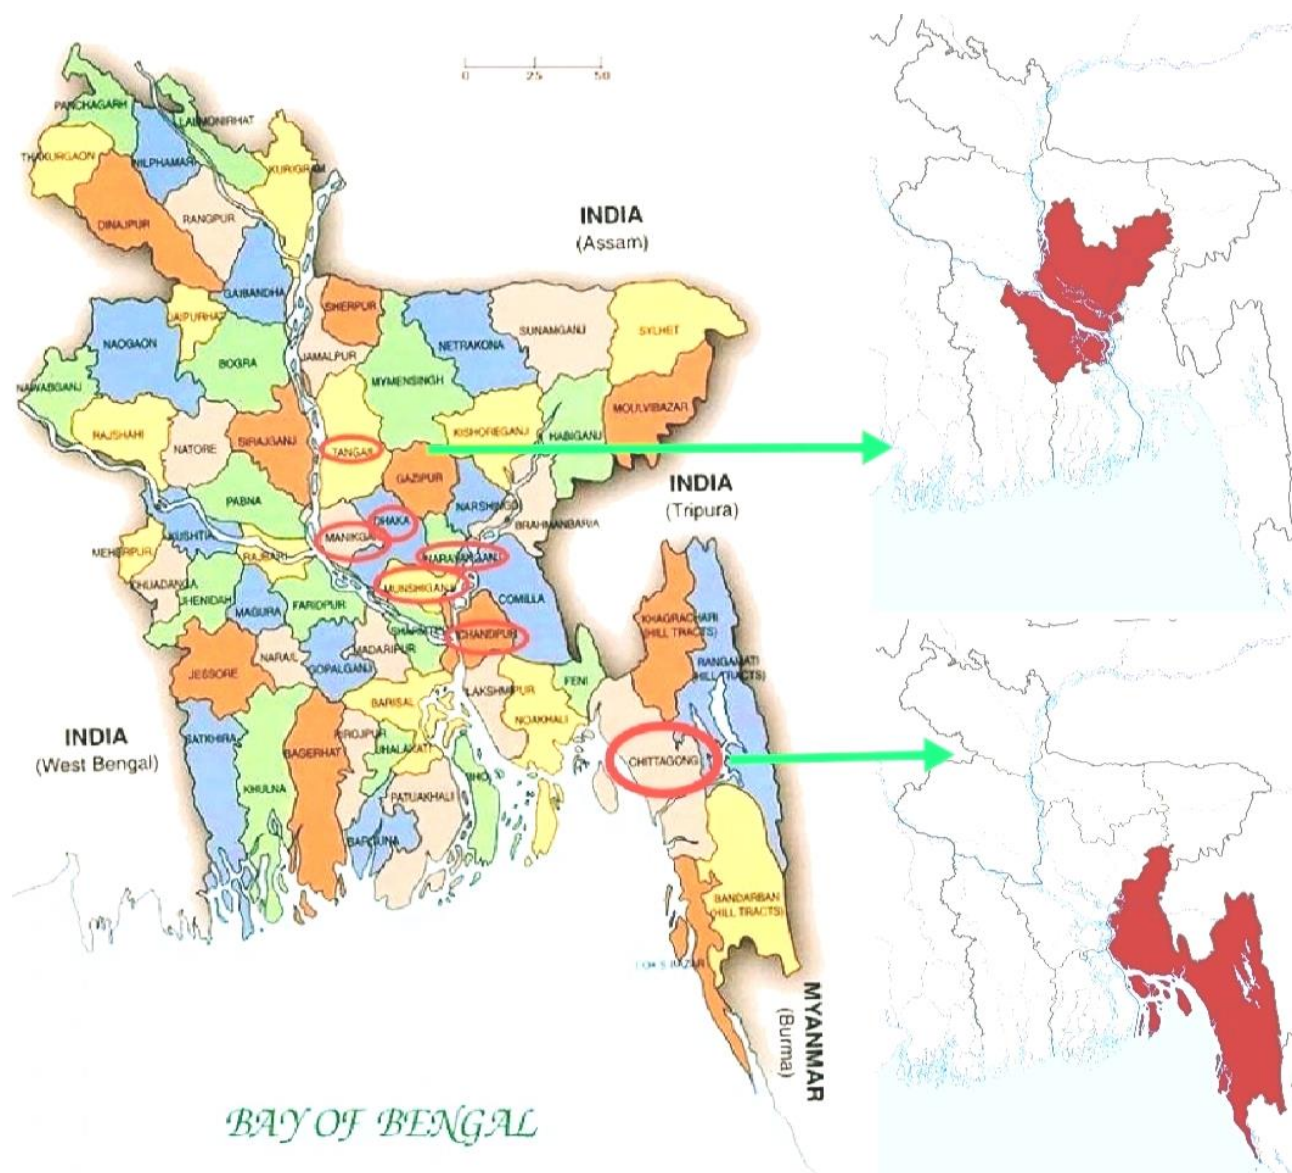 0 25 50
PANCHAGARH
LALMONIRHAT
THAKURGAON
NILPHAMARI
KURIGRAM
DINAJPUR
RANGPUR
INDIA
(Assam)
GAIBANDHA
SHERPUR
JAIPURHAT
NAOGAON
SUNAMGANJ
SYLHET
NETRAKONA
JAMALPUR
BOGRA
MYMENSINGH
NAWABGANJ
MOULVIBAZAR
RAJSHAHI
KISHOREGANJ
HABIGANJ
SIRAJGANJ
NATORE
TANGAIL
GAZIPUR
INDIA
(Tripura)
PABNA
NARSHINGDI
DHAKA
BRAHMANBARIA
KUSHTIA
MANIKGANJ
MEHERPUR
RAJBARI
NARAYANGANJ
CHUADANGA
MUNSHIGANJ
JHENIDAH
FARIDPUR
COMILLA
MAGURA
KHAGRACHARI
(HILL TRACTS)
CHANDPUR
MADARIPUR
NARAIL
GOPALGANJ
RANGAMATI
(HILL TRACTS)
JESSORE
FENI
LAKSHMIPUR
BARISAL
NOAKHALI
INDIA
(West Bengal)
SATKHIRA
PIROJPUR
BAGERHAT
JHALAKATI
CHITTAGONG
KHULNA
PATUAKHALI
BARGUNA
BANDARBAN
(HILL TRACTS)
COX'S BAZAR
MYANMAR
(Burma)
BAY OF BENGAL